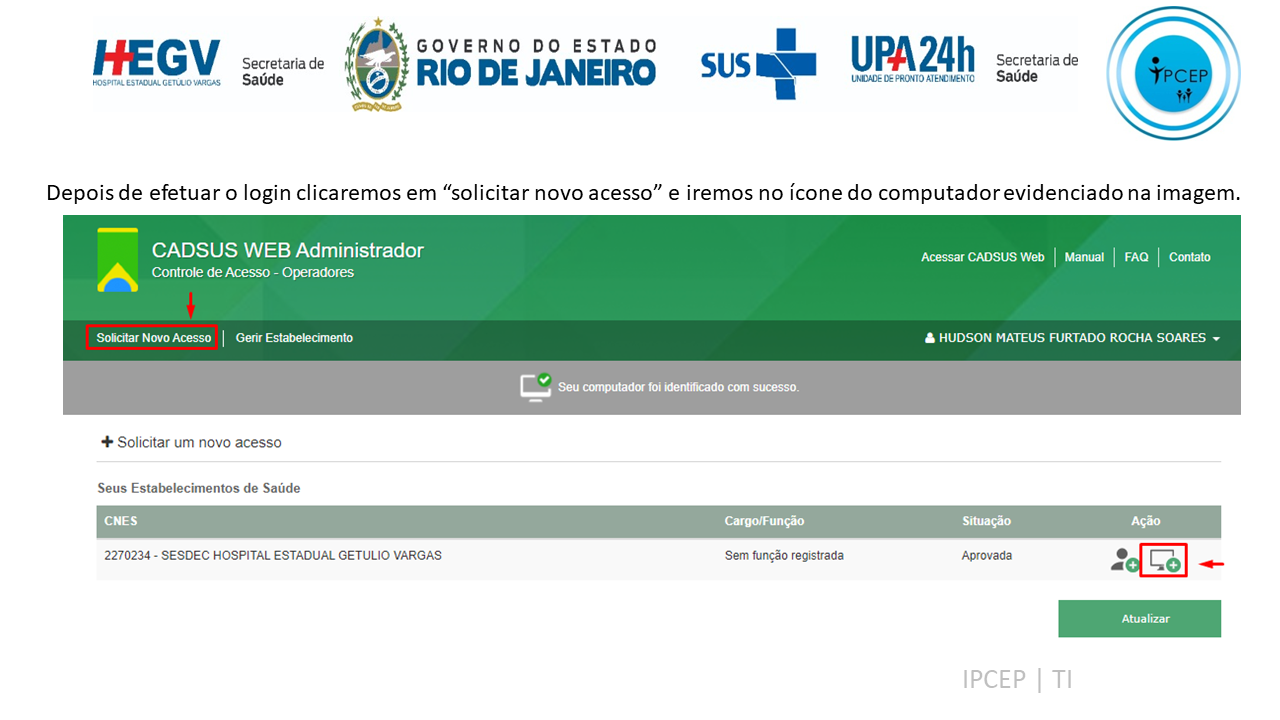 HEGV
HOSPITAL ESTADUAL GETULIO VARGAS
Secretaria de
Saúde
GOVERNO DO ESTADO
RIO DE JANEIRO
SUS
UPA 24h
UNIDADE DE PRONTO ATENDIMENTO
Secretaria de
Saúde
IPCEP
Depois de efetuar o login clicaremos em “solicitar novo acesso” e iremos no ícone do computador evidenciado na imagem.
CADSUS WEB Administrador
Controle de Acesso - Operadores
Acessar CADSUS Web | Manual | FAQ | Contato
Solicitar Novo Acesso | Gerir Estabelecimento
HUDSON MATEUS FURTADO ROCHA SOARES
Seu computador foi identificado com sucesso.
Solicitar um novo acesso
Seus Estabelecimentos de Saúde
CNES Cargo/Função Situação Ação
2270234 - SESDEC HOSPITAL ESTADUAL GETULIO VARGAS Sem função registrada Aprovada
Atualizar
IPCEP | TI